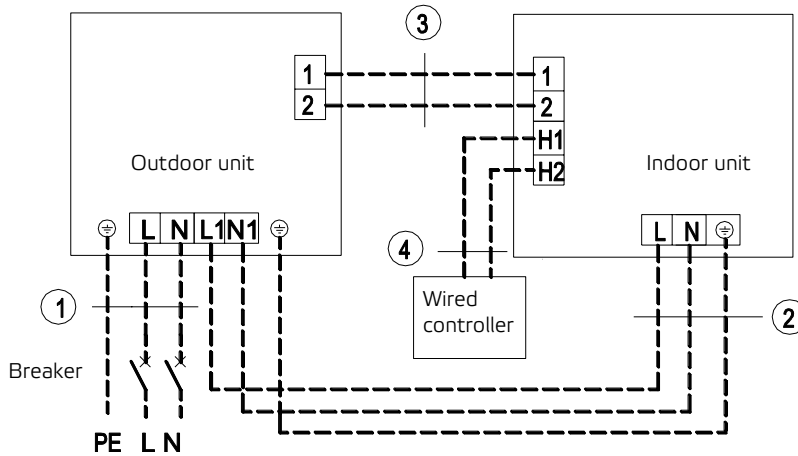 3
1
1
2
2
H1
Outdoor unit
Indoor unit
H2
L N L1 N1
L N
4
1
Wired
controller
2
Breaker
PE L N